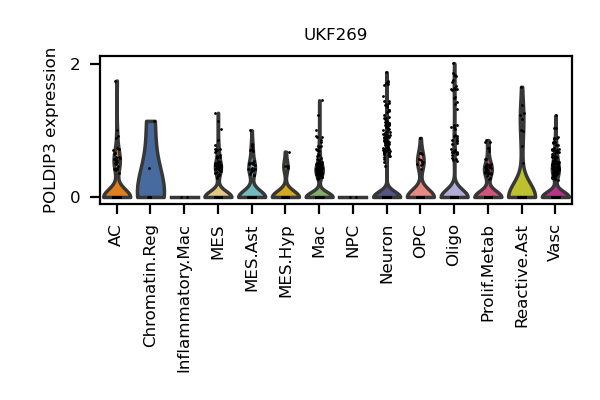 UKF269
POLDIP3 expression
2
0
AC
Chromatin.Reg
Inflammatory.Mac
MES
MES.Ast
MES.Hyp
Mac
NPC
Neuron
OPC
Oligo
Prolif.Metab
Reactive.Ast
Vasc